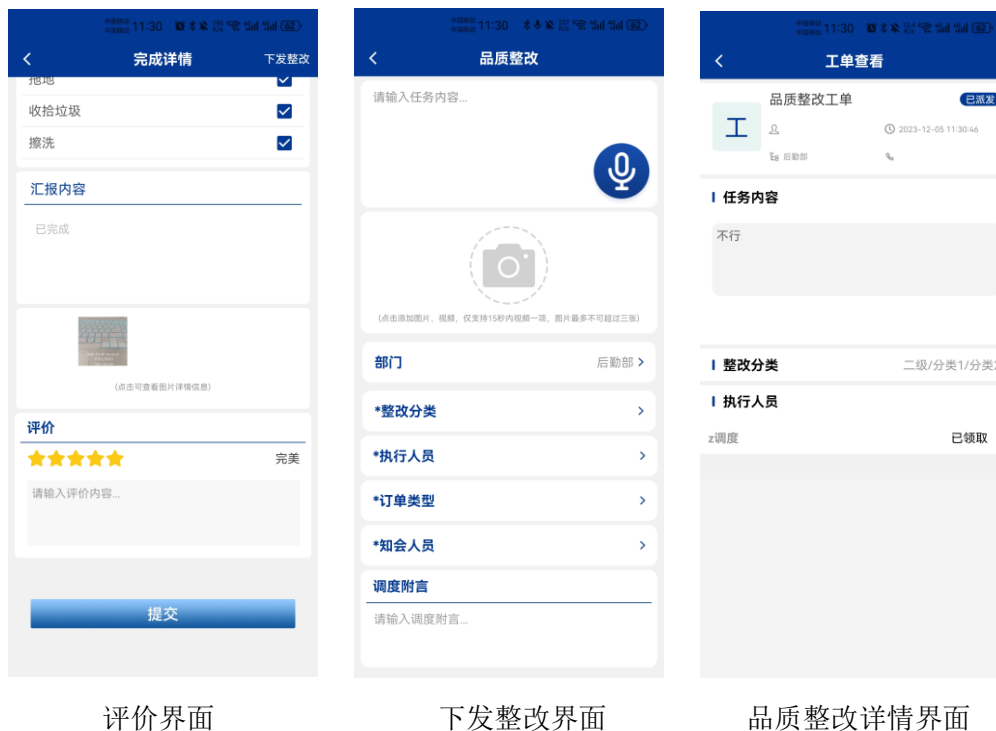 11:30
62
完成详情
下发整改
拖地
收拾垃圾
擦洗
汇报内容
已完成
(点击可查看图片详情信息)
评价
完美
请输入评价内容...
提交
评价界面
11:30
62
品质整改
请输入任务内容...
(点击添加图片、视频，仅支持15秒内视频一项，图片最多不可超过三张)
部门
后勤部
*整改分类
*执行人员
*订单类型
*知会人员
调度附言
请输入调度附言...
下发整改界面
11:30
62
工单查看
工
品质整改工单
已派发
2023-12-05 11:30:46
后勤部
任务内容
不行
整改分类
二级/分类1/分类
执行人员
z调度
已领取
品质整改详情界面